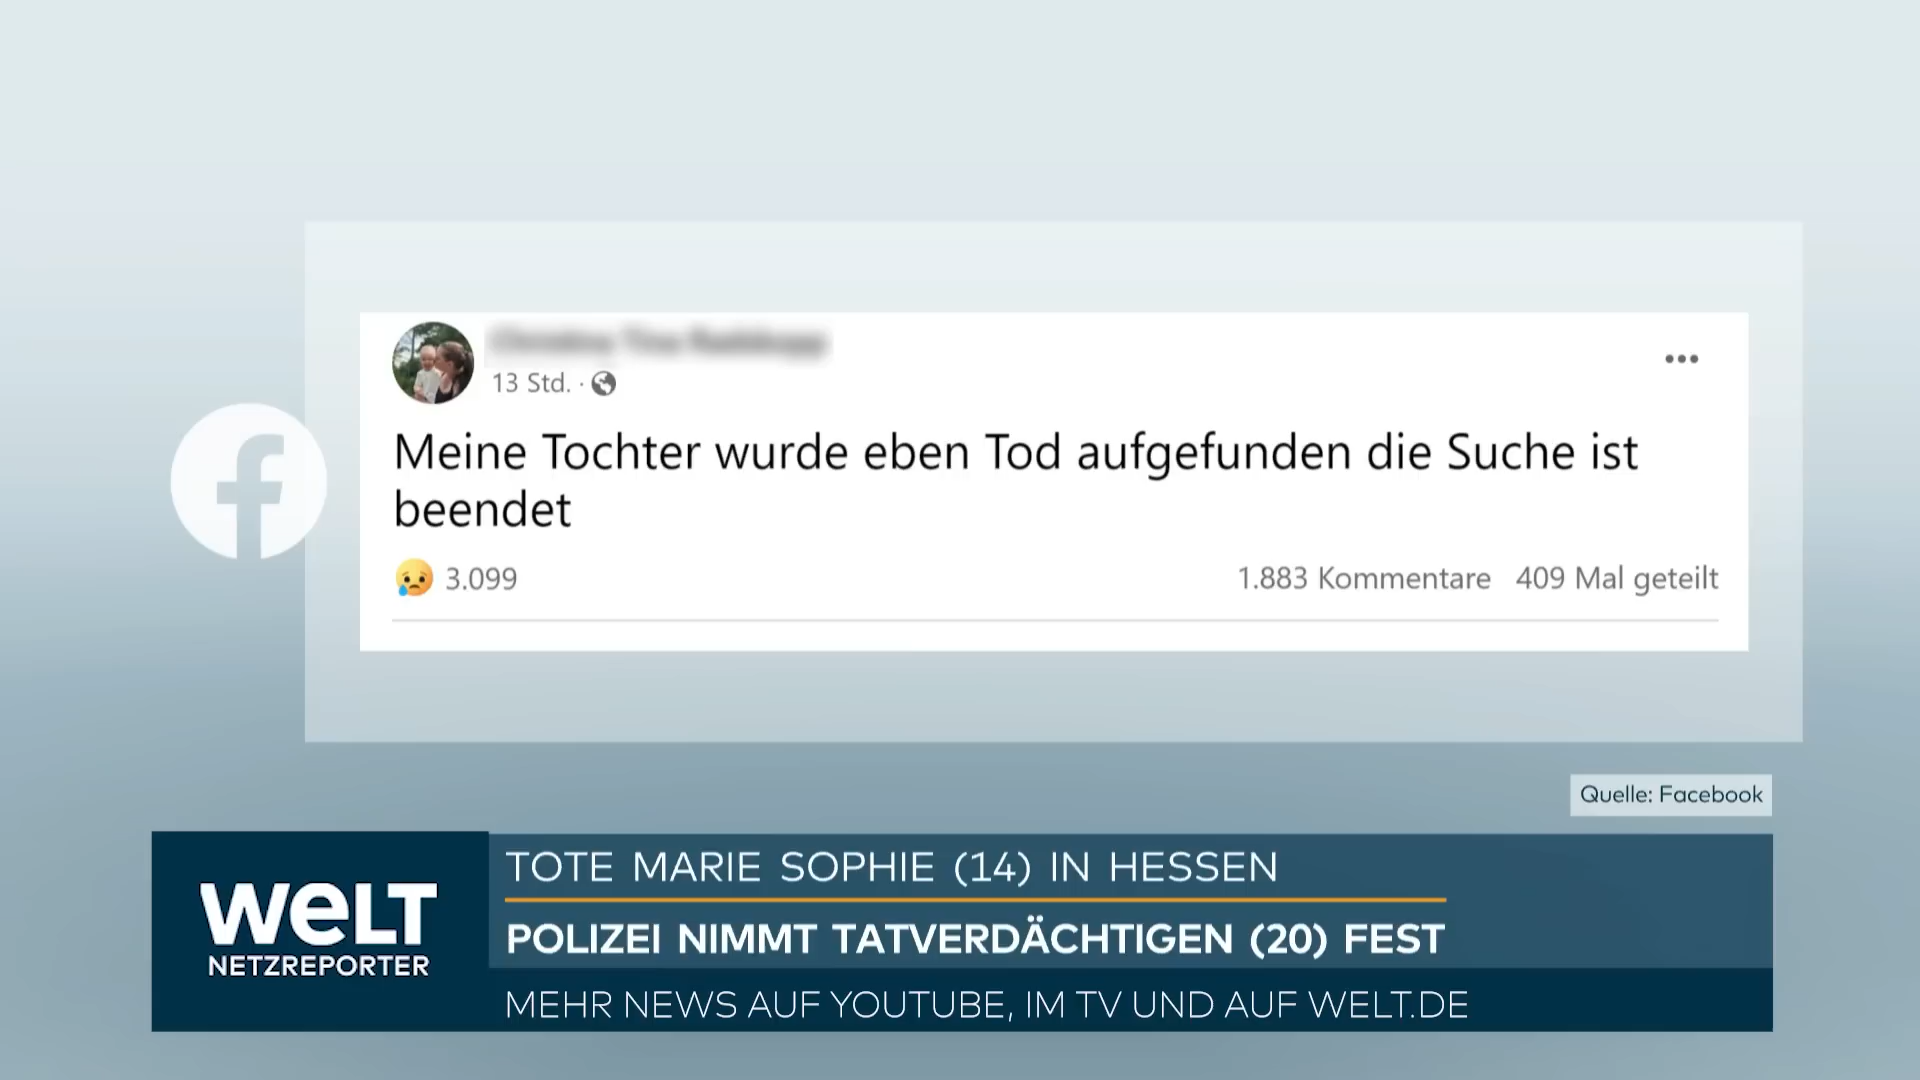 13 Std. ·
Meine Tochter wurde eben Tod aufgefunden die Suche ist
beendet
3.099
1.883 Kommentare 409 Mal geteilt
Quelle: Facebook
WELT
NETZREPORTER
TOTE MARIE SOPHIE (14) IN HESSEN
POLIZEI NIMMT TATVERDÄCHTIGEN (20) FEST
MEHR NEWS AUF YOUTUBE, IM TV UND AUF WELT.DE